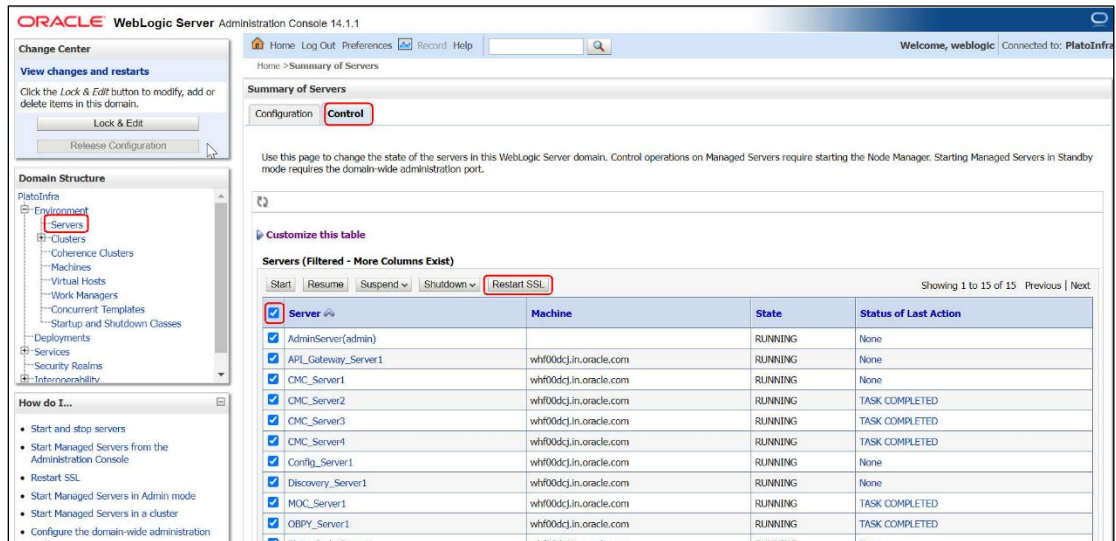 ORACLE WebLogic Server Administration Console 14.1.1
Change Center
View changes and restarts
Click the Lock & Edit button to modify, add or
delete items in this domain.
Lock & Edit
Release Configuration
Domain Structure
PlatoInfra
Environment
Servers
Clusters
Coherence Clusters
Machines
Virtual Hosts
Work Managers
Concurrent Templates
Startup and Shutdown Classes
Deployments
Services
Security Realms
Interoperability
How do I...
Start and stop servers
Start Managed Servers from the
Administration Console
Restart SSL
Start Managed Servers in Admin mode
Start Managed Servers in a cluster
Configure the domain-wide administration
Home Log Out Preferences Record Help
Welcome, weblogic Connected to: PlatoInfra
Home >Summary of Servers
Summary of Servers
Configuration Control
Use this page to change the state of the servers in this WebLogic Server domain. Control operations on Managed Servers require starting the Node Manager. Starting Managed Servers in Standby
mode requires the domain-wide administration port.
Customize this table
Servers (Filtered - More Columns Exist)
Start Resume Suspend Shutdown Restart SSL Showing 1 to 15 of 15 Previous | Next
Server Machine State Status of Last Action
AdminServer(admin) RUNNING None
API_Gateway_Server1 whf00dcj.in.oracle.com RUNNING None
CMC_Server1 whf00dcj.in.oracle.com RUNNING None
CMC_Server2 whf00dcj.in.oracle.com RUNNING TASK COMPLETED
CMC_Server3 whf00dcj.in.oracle.com RUNNING TASK COMPLETED
CMC_Server4 whf00dcj.in.oracle.com RUNNING TASK COMPLETED
Config_Server1 whf00dcj.in.oracle.com RUNNING None
Discovery_Server1 whf00dcj.in.oracle.com RUNNING None
MOC_Server1 whf00dcj.in.oracle.com RUNNING TASK COMPLETED
OBPY_Server1 whf00dcj.in.oracle.com RUNNING TASK COMPLETED